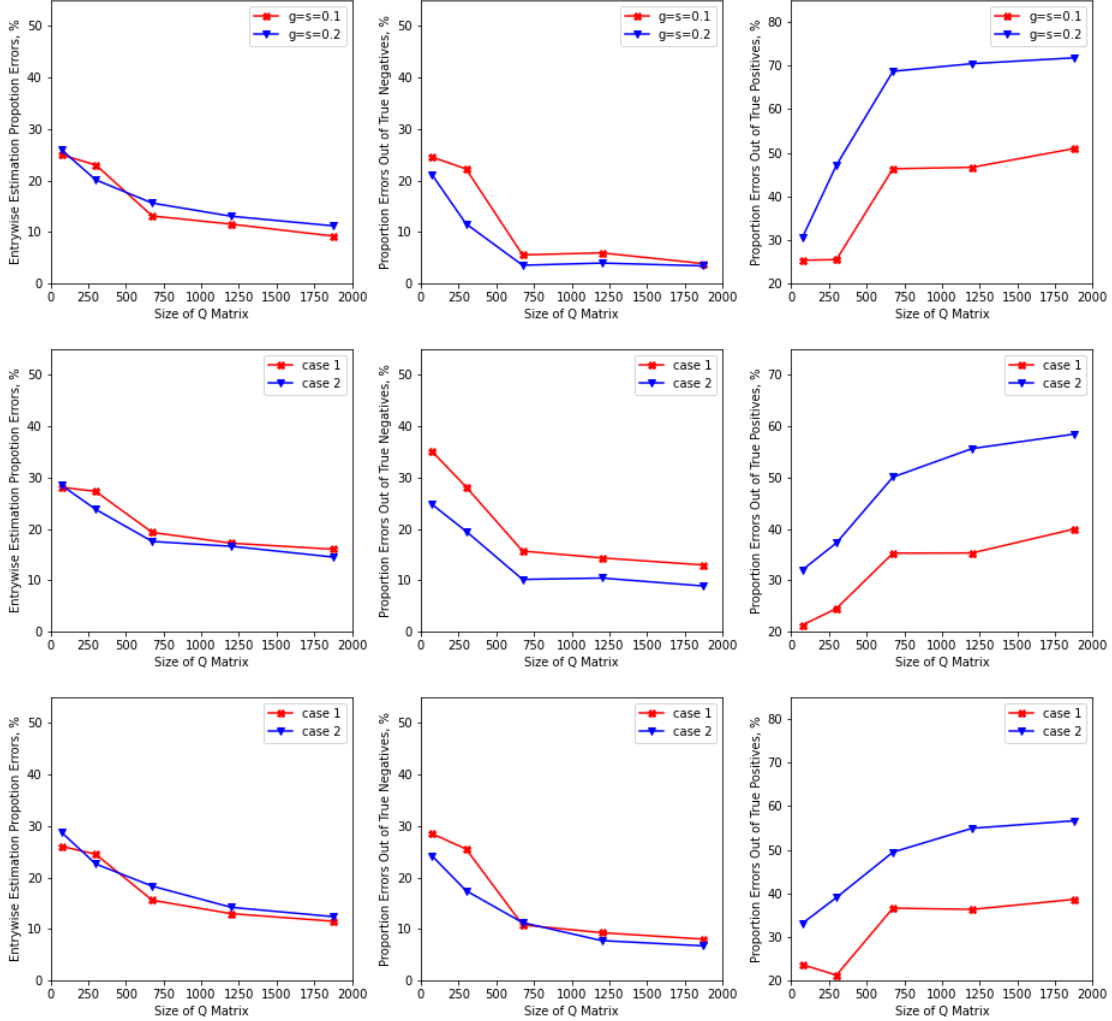 Entrywise Estimation Propotion Errors, %
50
40
30
20
10
0
0 250 500 750 1000 1250 1500 1750 2000
Size of Q Matrix
g=s=0.1
g=s=0.2
Proportion Errors Out of True Negatives, %
50
40
30
20
10
0
0 250 500 750 1000 1250 1500 1750 2000
Size of Q Matrix
g=s=0.1
g=s=0.2
Proportion Errors Out of True Positives, %
80
70
60
50
40
30
20
0 250 500 750 1000 1250 1500 1750 2000
Size of Q Matrix
g=s=0.1
g=s=0.2
Entrywise Estimation Propotion Errors, %
50
40
30
20
10
0
0 250 500 750 1000 1250 1500 1750 2000
Size of Q Matrix
case 1
case 2
Proportion Errors Out of True Negatives, %
50
40
30
20
10
0
0 250 500 750 1000 1250 1500 1750 2000
Size of Q Matrix
case 1
case 2
Proportion Errors Out of True Positives, %
70
60
50
40
30
20
0 250 500 750 1000 1250 1500 1750 2000
Size of Q Matrix
case 1
case 2
Entrywise Estimation Propotion Errors, %
50
40
30
20
10
0
0 250 500 750 1000 1250 1500 1750 2000
Size of Q Matrix
case 1
case 2
Proportion Errors Out of True Negatives, %
50
40
30
20
10
0
0 250 500 750 1000 1250 1500 1750 2000
Size of Q Matrix
case 1
case 2
Proportion Errors Out of True Positives, %
80
70
60
50
40
30
20
0 250 500 750 1000 1250 1500 1750 2000
Size of Q Matrix
case 1
case 2